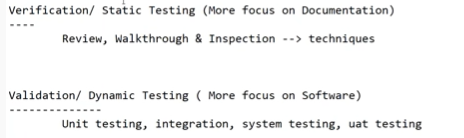 Verification/ Static Testing (More focus on Documentation)
----
Review, Walkthrough & Inspection --> techniques
Validation/ Dynamic Testing ( More focus on Software)
--------------
Unit testing, integration, system testing, uat testing